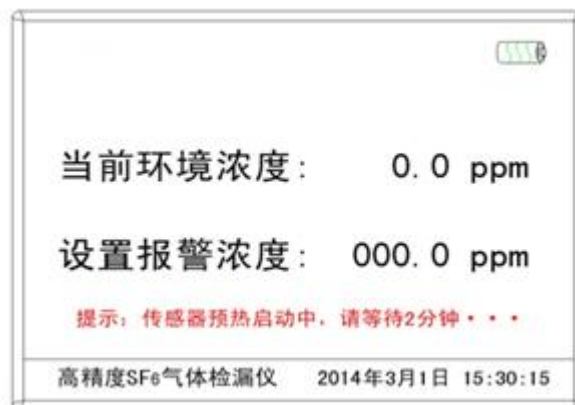 当前环境浓度: 0.0 ppm
设置报警浓度: 000.0 ppm
提示: 传感器预热启动中, 请等待2分钟···
高精度SF6气体检漏仪 2014年3月1日 15:30:15